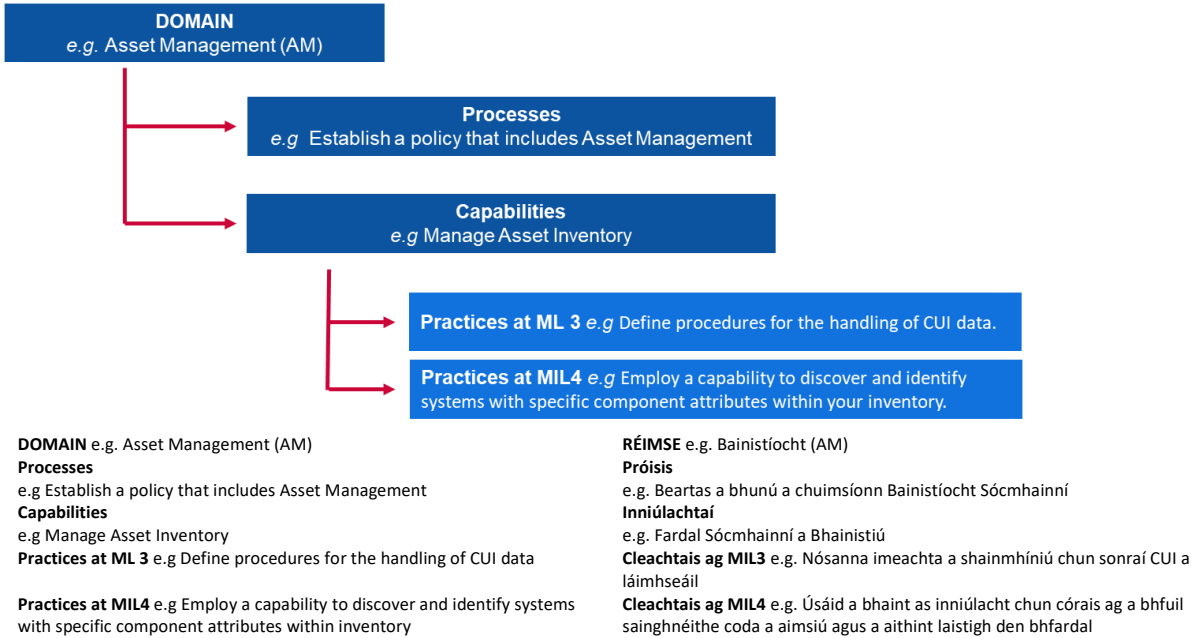 DOMAIN
e.g. Asset Management (AM)
Processes
e.g Establish a policy that includes Asset Management
Capabilities
e.g Manage Asset Inventory
Practices at ML 3 e.g Define procedures for the handling of CUI data.
Practices at MIL4 e.g Employ a capability to discover and identify
systems with specific component attributes within your inventory.
DOMAIN e.g. Asset Management (AM)
Processes
e.g Establish a policy that includes Asset Management
Capabilities
e.g Manage Asset Inventory
Practices at ML 3 e.g Define procedures for the handling of CUI data
Practices at MIL4 e.g Employ a capability to discover and identify systems
with specific component attributes within inventory
RÉIMSE e.g. Bainistíocht (AM)
Próisis
e.g. Beartas a bhunú a chuimsíonn Bainistíocht Sócmhainní
Inniúlachtaí
e.g. Fardal Sócmhainní a Bhainistiú
Cleachtais ag MIL3 e.g. Nósanna imeachta a shainmhíniú chun sonraí CUI a
láimhseáil
Cleachtais ag MIL4 e.g. Úsáid a bhaint as inniúlacht chun córais ag a bhfuil
sainghnéithe coda a aimsiú agus a aithint laistigh den bhfardal